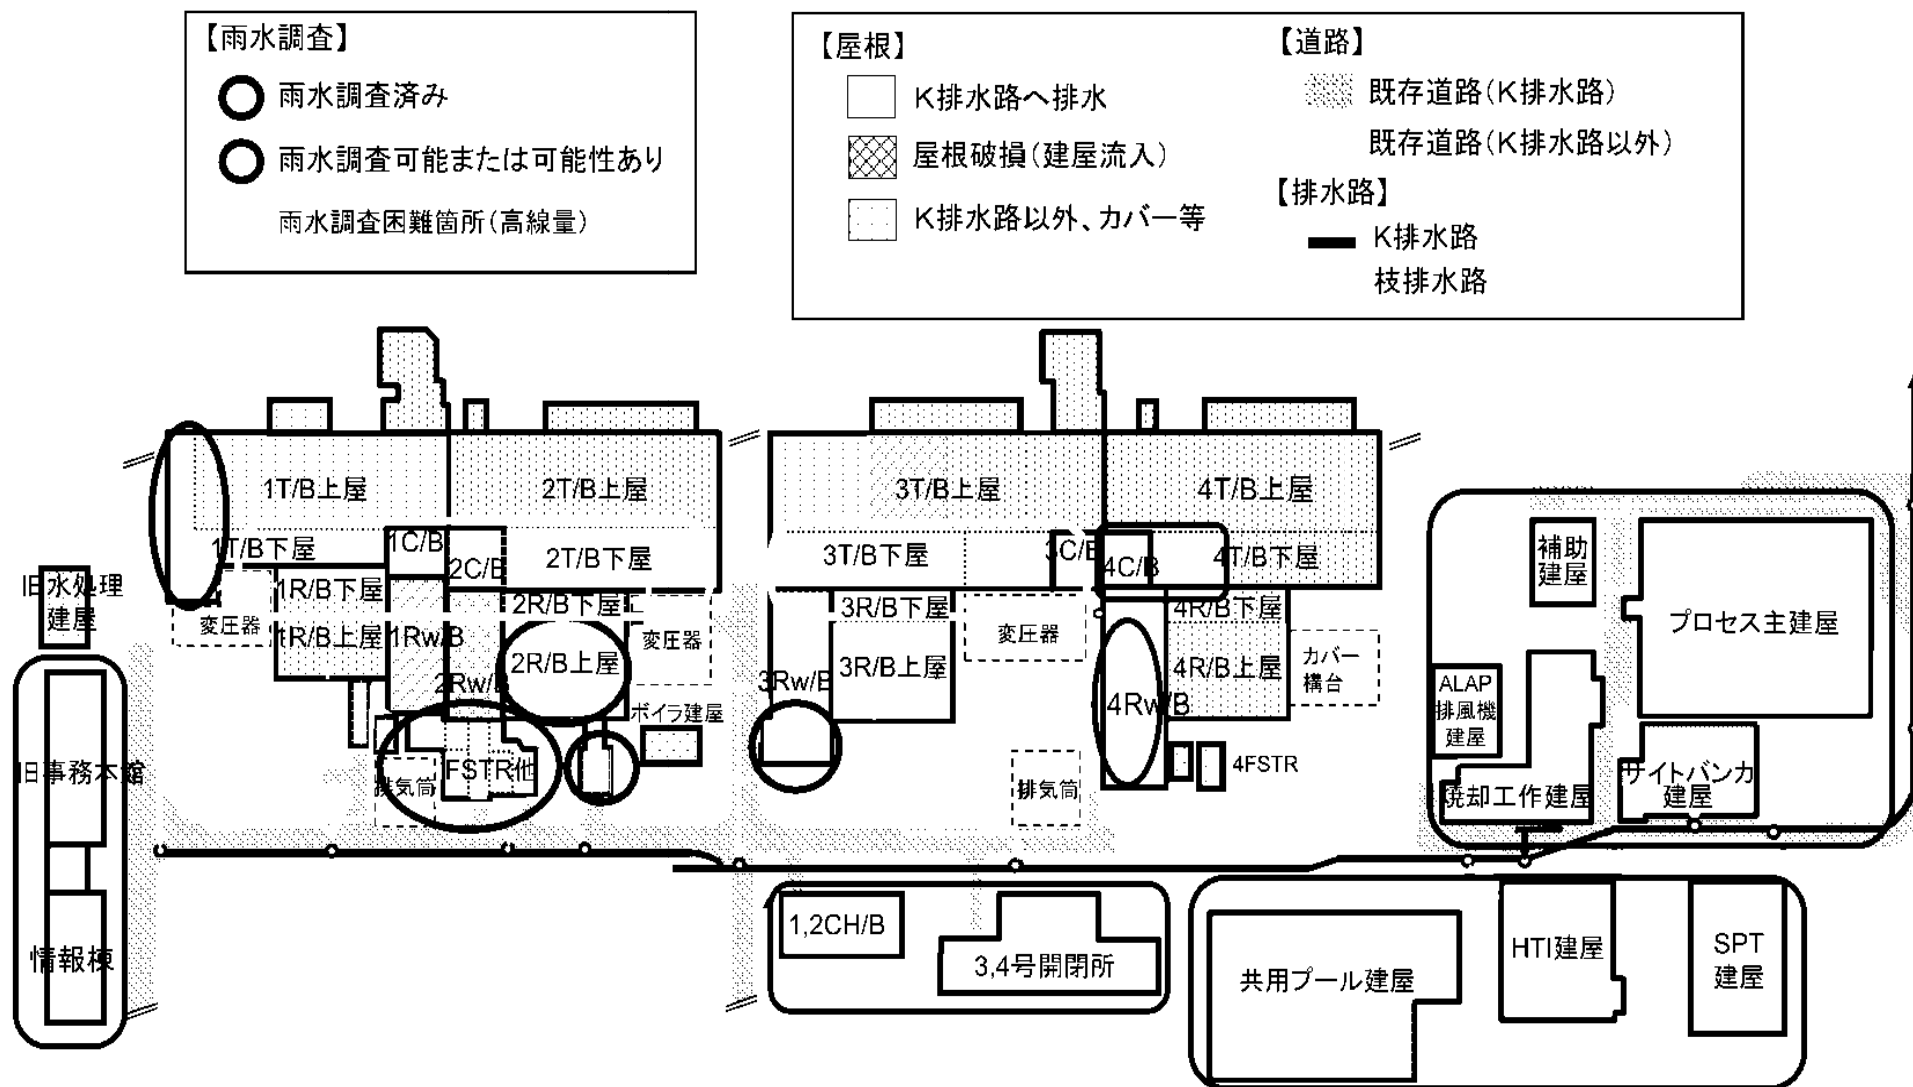 【雨水調査】
雨水調査済み
雨水調査可能または可能性あり
雨水調査困難箇所(高線量)
【屋根】
K排水路へ排水
屋根破損(建屋流入)
K排水路以外、カバー等
【道路】
既存道路(K排水路)
既存道路(K排水路以外)
【排水路】
K排水路
枝排水路
1T/B上屋
2T/B上屋
3T/B上屋
4T/B上屋
1T/B下屋
1C/B
2C/B
2T/B下屋
3T/B下屋
3C/B
4C/B
4T/B下屋
旧水処理
建屋
変圧器
1R/B下屋
1R/B上屋
1Rw/B
2Rw/B
2R/B下屋
2R/B上屋
変圧器
ボイラ建屋
3Rw/B
3R/B下屋
3R/B上屋
変圧器
4Rw/B
4R/B下屋
4R/B上屋
カバー
構台
補助
建屋
プロセス主建屋
ALAP
排風機
建屋
旧事務本館
排気筒
FSTR他
排気筒
4FSTR
焼却工作建屋
サイトバンカ
建屋
情報棟
1,2CH/B
3,4号開閉所
共用プール建屋
HTI建屋
SPT
建屋